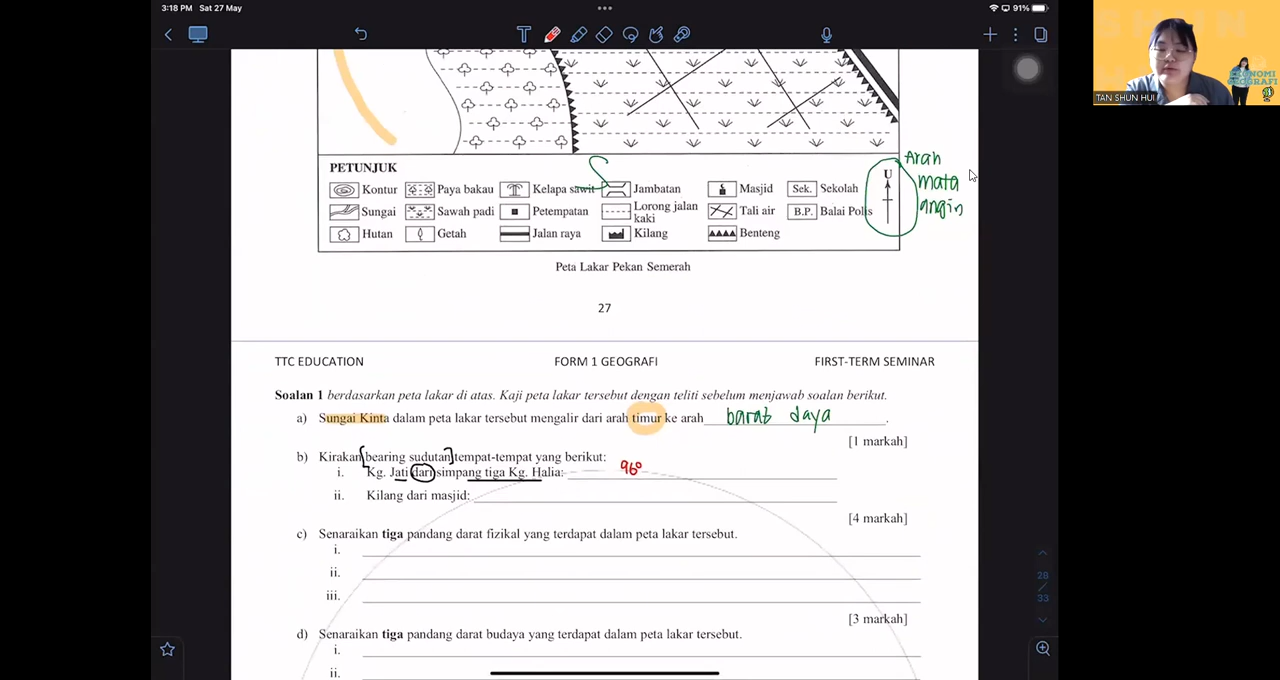 3:18 PM Sat 27 May
91%
TAN SHUN HUI
EKONOMI
GEOGRAFI
PETUNJUK
Kontur
Paya bakau
Kelapa sawit
Jambatan
Masjid
Sek. Sekolah
Sungai
Sawah padi
Petempatan
Lorong jalan
kaki
Tali air
B.P. Balai Polis
Hutan
Getah
Jalan raya
Kilang
Benteng
U
Arah
mata
angin
S
Peta Lakar Pekan Semerah
27
TTC EDUCATION FORM 1 GEOGRAFI FIRST-TERM SEMINAR
Soalan 1 berdasarkan peta lakar di atas. Kaji peta lakar tersebut dengan teliti sebelum menjawab soalan berikut.
a) Sungai Kinta dalam peta lakar tersebut mengalir dari arah timur ke arah barat daya.
[1 markah]
b) Kirakan [bearing sudutan] tempat-tempat yang berikut:
i. Kg. Jati dari simpang tiga Kg. Halia: 96°
ii. Kilang dari masjid:
[4 markah]
c) Senaraikan tiga pandang darat fizikal yang terdapat dalam peta lakar tersebut.
i.
ii.
iii.
[3 markah]
d) Senaraikan tiga pandang darat budaya yang terdapat dalam peta lakar tersebut.
i.
ii.
28
33